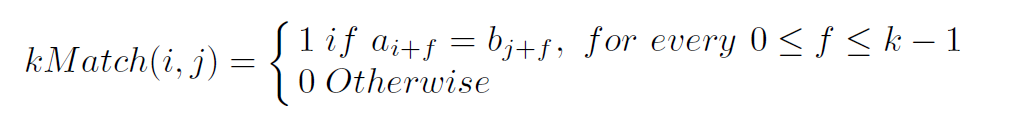 kMatch(i, j) = { 1 if a_{i+f} = b_{j+f}, for every 0 ≤ f ≤ k − 1
0 Otherwise